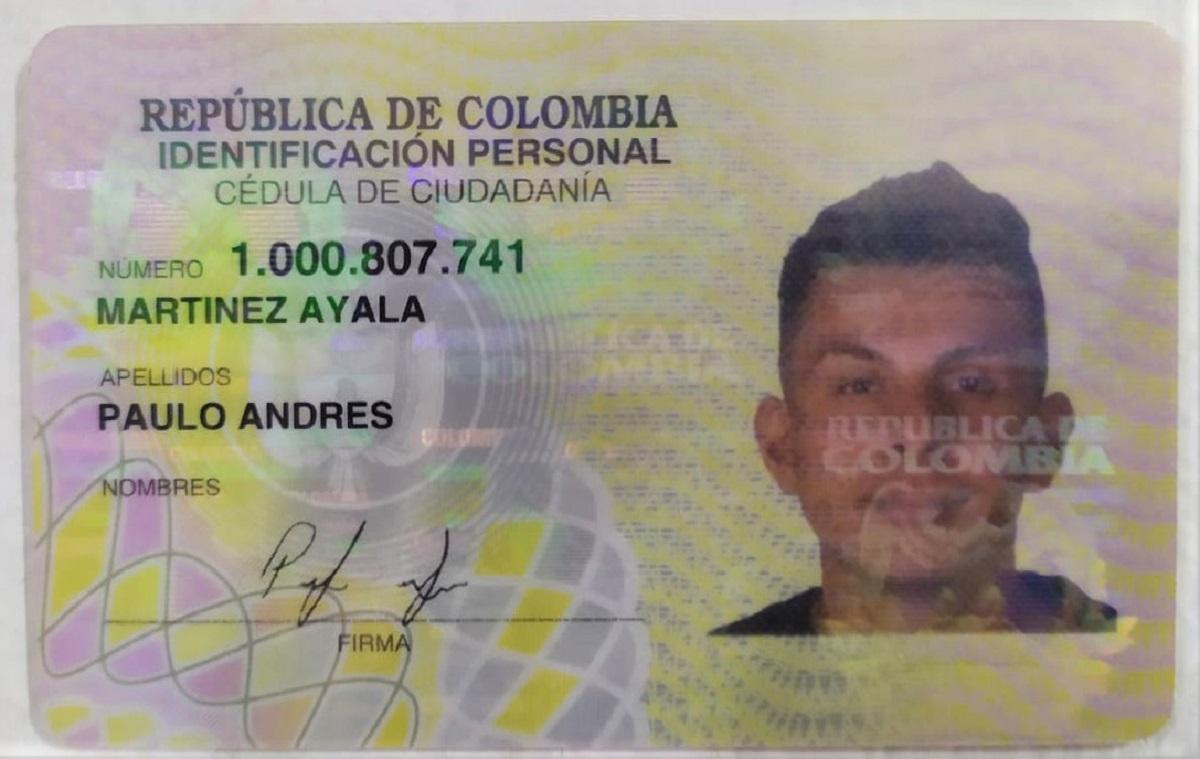 REPÚBLICA DE COLOMBIA
IDENTIFICACIÓN PERSONAL
CÉDULA DE CIUDADANÍA
NÚMERO 1.000.807.741
MARTINEZ AYALA
APELLIDOS
PAULO ANDRES
NOMBRES
FIRMA
REPUBLICA DE
COLOMBIA